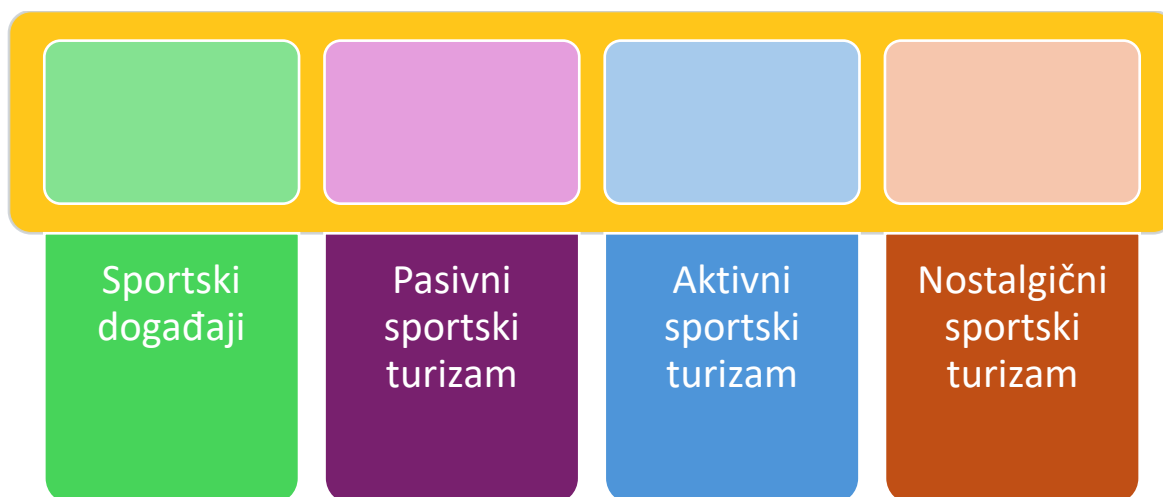 Sportski
događaji
Pasivni
sportski
turizam
Aktivni
sportski
turizam
Nostalgični
sportski
turizam